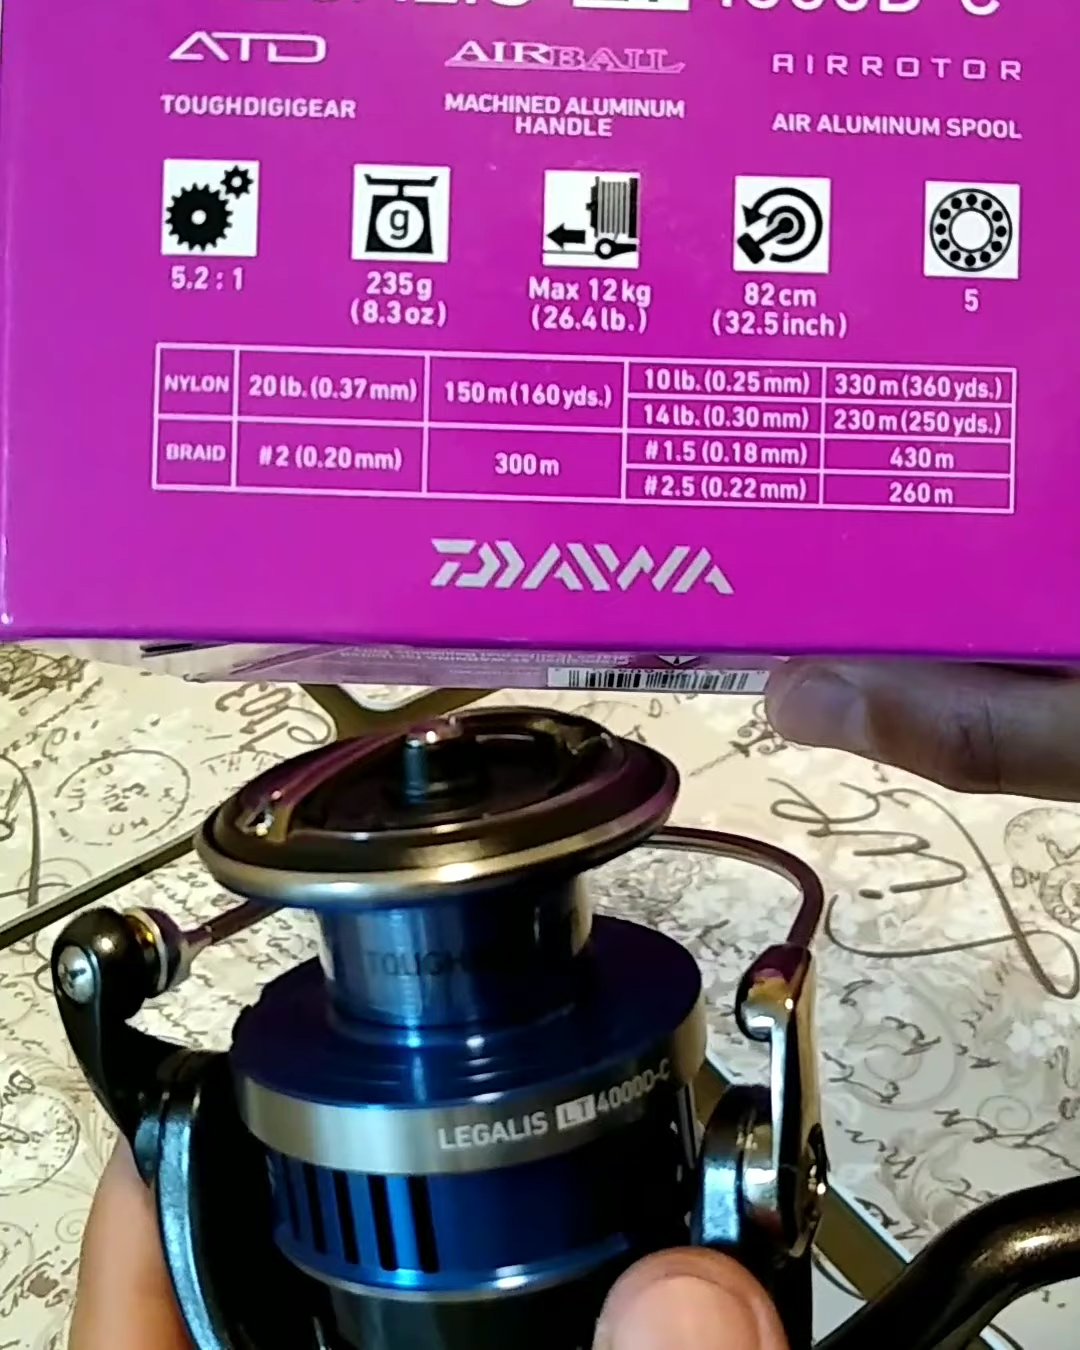 LT 4000D-C
ATD
AIRBAIL
AIRROTOR
TOUGHDIGIGEAR
MACHINED ALUMINUM
HANDLE
AIR ALUMINUM SPOOL
g
5.2 : 1
235g
(8.3oz)
Max 12kg
(26.4lb.)
82cm
(32.5inch)
5
NYLON 20lb.(0.37mm) 150m(160yds.) 10lb.(0.25mm) 330m(360yds.)
14lb.(0.30mm) 230m(250yds.)
BRAID #2 (0.20mm) 300m #1.5 (0.18mm) 430m
#2.5 (0.22mm) 260m
DAIWA
LEGALIS LT 4000D-C